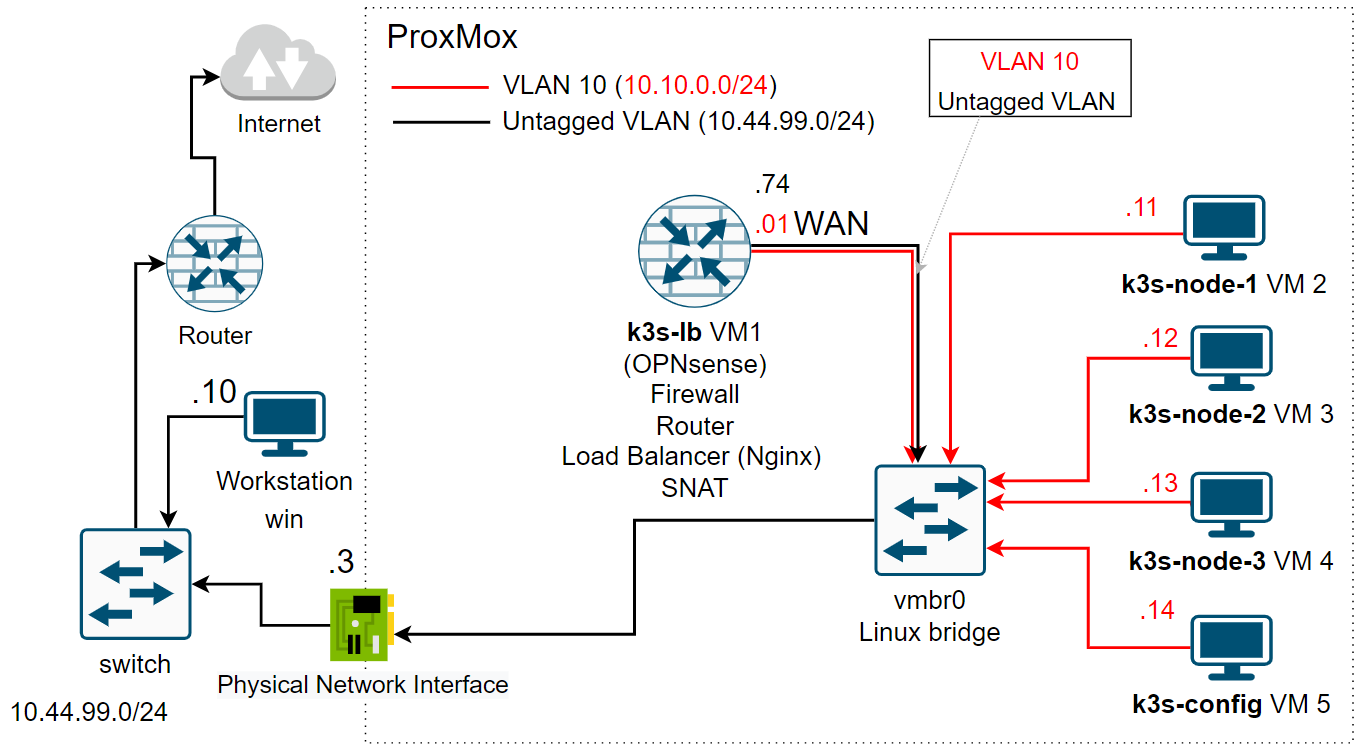 ProxMox
VLAN 10 (10.10.0.0/24)
Untagged VLAN (10.44.99.0/24)
VLAN 10
Untagged VLAN
Internet
Router
.10
Workstation
win
switch
10.44.99.0/24
.3
Physical Network Interface
.74
.01 WAN
k3s-lb VM1
(OPNsense)
Firewall
Router
Load Balancer (Nginx)
SNAT
vmbr0
Linux bridge
.11
k3s-node-1 VM 2
.12
k3s-node-2 VM 3
.13
k3s-node-3 VM 4
.14
k3s-config VM 5